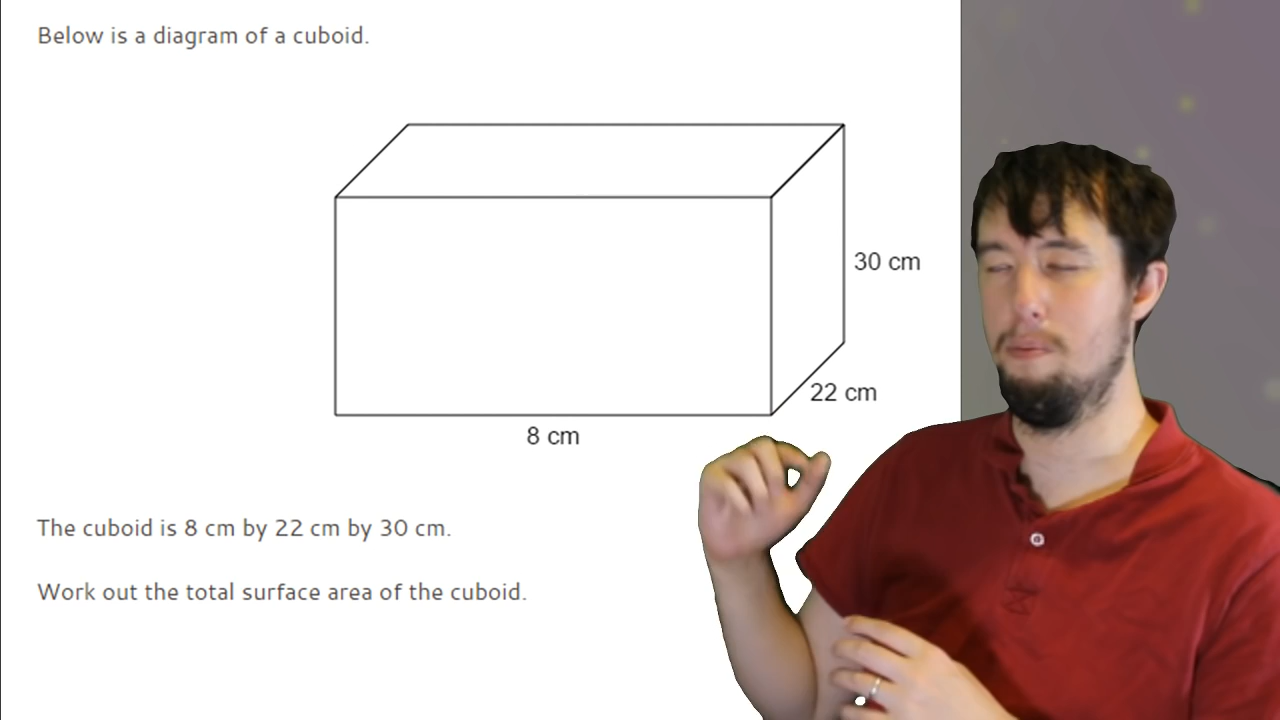 Below is a diagram of a cuboid.
30 cm
22 cm
8 cm
The cuboid is 8 cm by 22 cm by 30 cm.
Work out the total surface area of the cuboid.